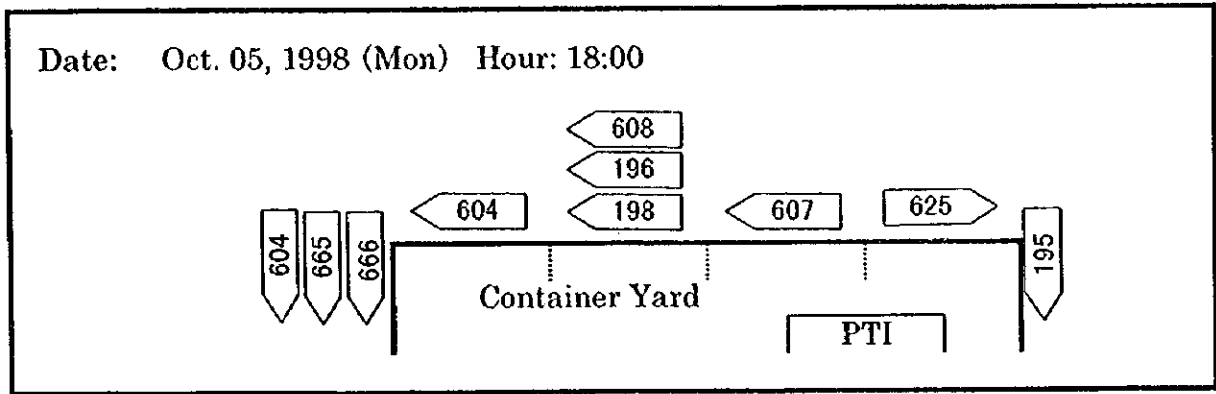 Date: Oct. 05, 1998 (Mon) Hour: 18:00
608
196
604 198 607 625
604 665 666 195
Container Yard
PTI